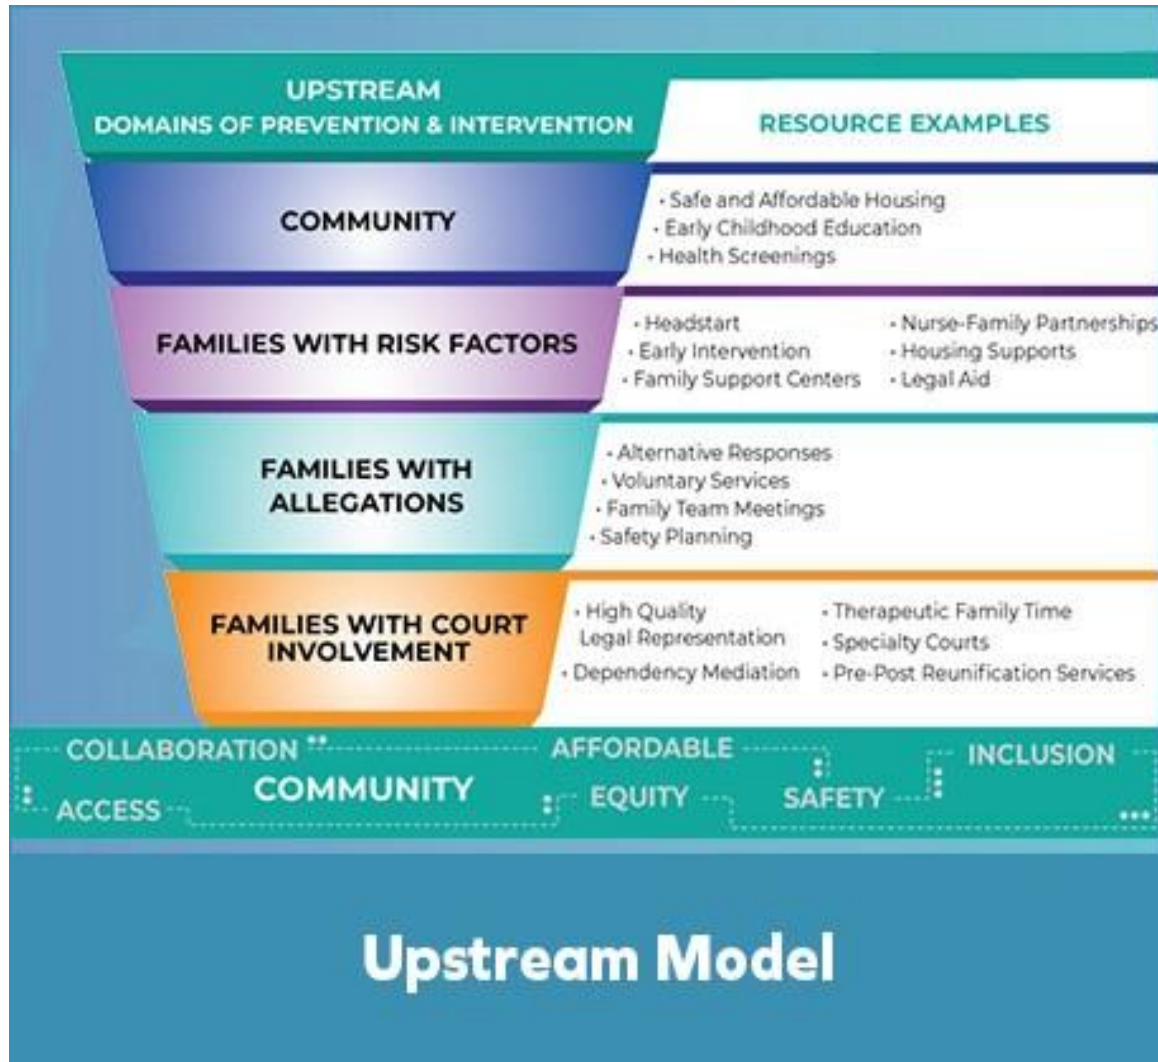 UPSTREAM
DOMAINS OF PREVENTION & INTERVENTION
RESOURCE EXAMPLES
COMMUNITY
• Safe and Affordable Housing
• Early Childhood Education
• Health Screenings
FAMILIES WITH RISK FACTORS
• Headstart
• Early Intervention
• Family Support Centers
• Nurse-Family Partnerships
• Housing Supports
• Legal Aid
FAMILIES WITH
ALLEGATIONS
• Alternative Responses
• Voluntary Services
• Family Team Meetings
• Safety Planning
FAMILIES WITH COURT
INVOLVEMENT
• High Quality
Legal Representation
• Dependency Mediation
• Therapeutic Family Time
• Specialty Courts
• Pre-Post Reunification Services
COLLABORATION
AFFORDABLE
INCLUSION
COMMUNITY
ACCESS
EQUITY
SAFETY
Upstream Model